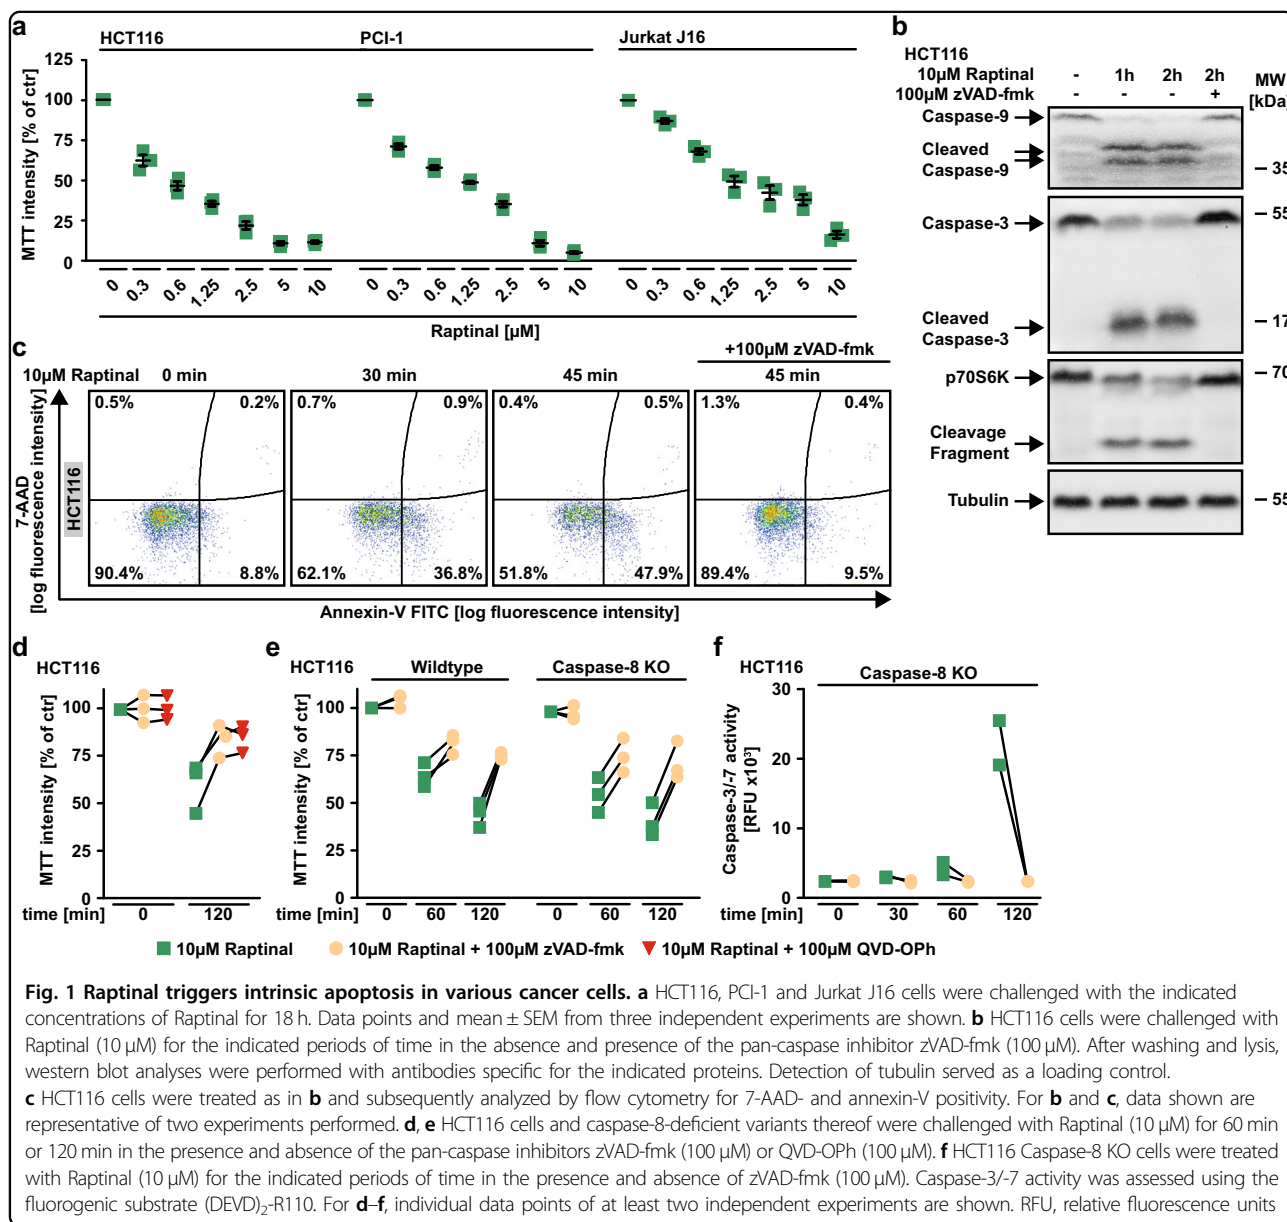 a
HCT116 PCI-1 Jurkat J16
MTT intensity [% of ctr]
125
100
75
50
25
0
0 0.3 0.6 1.25 2.5 5 10 0 0.3 0.6 1.25 2.5 5 10 0 0.3 0.6 1.25 2.5 5 10
Raptinal [µM]
b
HCT116
10µM Raptinal - 1h 2h 2h MW
100µM zVAD-fmk - - - + [kDa]
Caspase-9
Cleaved
Caspase-9
35
Caspase-3
55
Cleaved
Caspase-3
17
p70S6K
70
Cleavage
Fragment
Tubulin
55
c
+100µM zVAD-fmk
10µM Raptinal 0 min 30 min 45 min 45 min
7-AAD
[log fluorescence intensity]
HCT116
0.5% 0.2% 0.7% 0.9% 0.4% 0.5% 1.3% 0.4%
90.4% 8.8% 62.1% 36.8% 51.8% 47.9% 89.4% 9.5%
Annexin-V FITC [log fluorescence intensity]
d
HCT116
MTT intensity [% of ctr]
100
75
50
25
0
time [min] 0 120
e
HCT116 Wildtype Caspase-8 KO
MTT intensity [% of ctr]
100
75
50
25
0
time [min] 0 60 120 0 60 120
f
HCT116
Caspase-8 KO
Caspase-3/-7 activity
[RFU x10³]
30
20
10
0
time [min] 0 30 60 120
10µM Raptinal 10µM Raptinal + 100µM zVAD-fmk 10µM Raptinal + 100µM QVD-OPh
Fig. 1 Raptinal triggers intrinsic apoptosis in various cancer cells. a HCT116, PCI-1 and Jurkat J16 cells were challenged with the indicated
concentrations of Raptinal for 18 h. Data points and mean ± SEM from three independent experiments are shown. b HCT116 cells were challenged with
Raptinal (10 µM) for the indicated periods of time in the absence and presence of the pan-caspase inhibitor zVAD-fmk (100 µM). After washing and lysis,
western blot analyses were performed with antibodies specific for the indicated proteins. Detection of tubulin served as a loading control.
c HCT116 cells were treated as in b and subsequently analyzed by flow cytometry for 7-AAD- and annexin-V positivity. For b and c, data shown are
representative of two experiments performed. d, e HCT116 cells and caspase-8-deficient variants thereof were challenged with Raptinal (10 µM) for 60 min
or 120 min in the presence and absence of the pan-caspase inhibitors zVAD-fmk (100 µM) or QVD-OPh (100 µM). f HCT116 Caspase-8 KO cells were treated
with Raptinal (10 µM) for the indicated periods of time in the presence and absence of zVAD-fmk (100 µM). Caspase-3/-7 activity was assessed using the
fluorogenic substrate (DEVD)₂-R110. For d–f, individual data points of at least two independent experiments are shown. RFU, relative fluorescence units